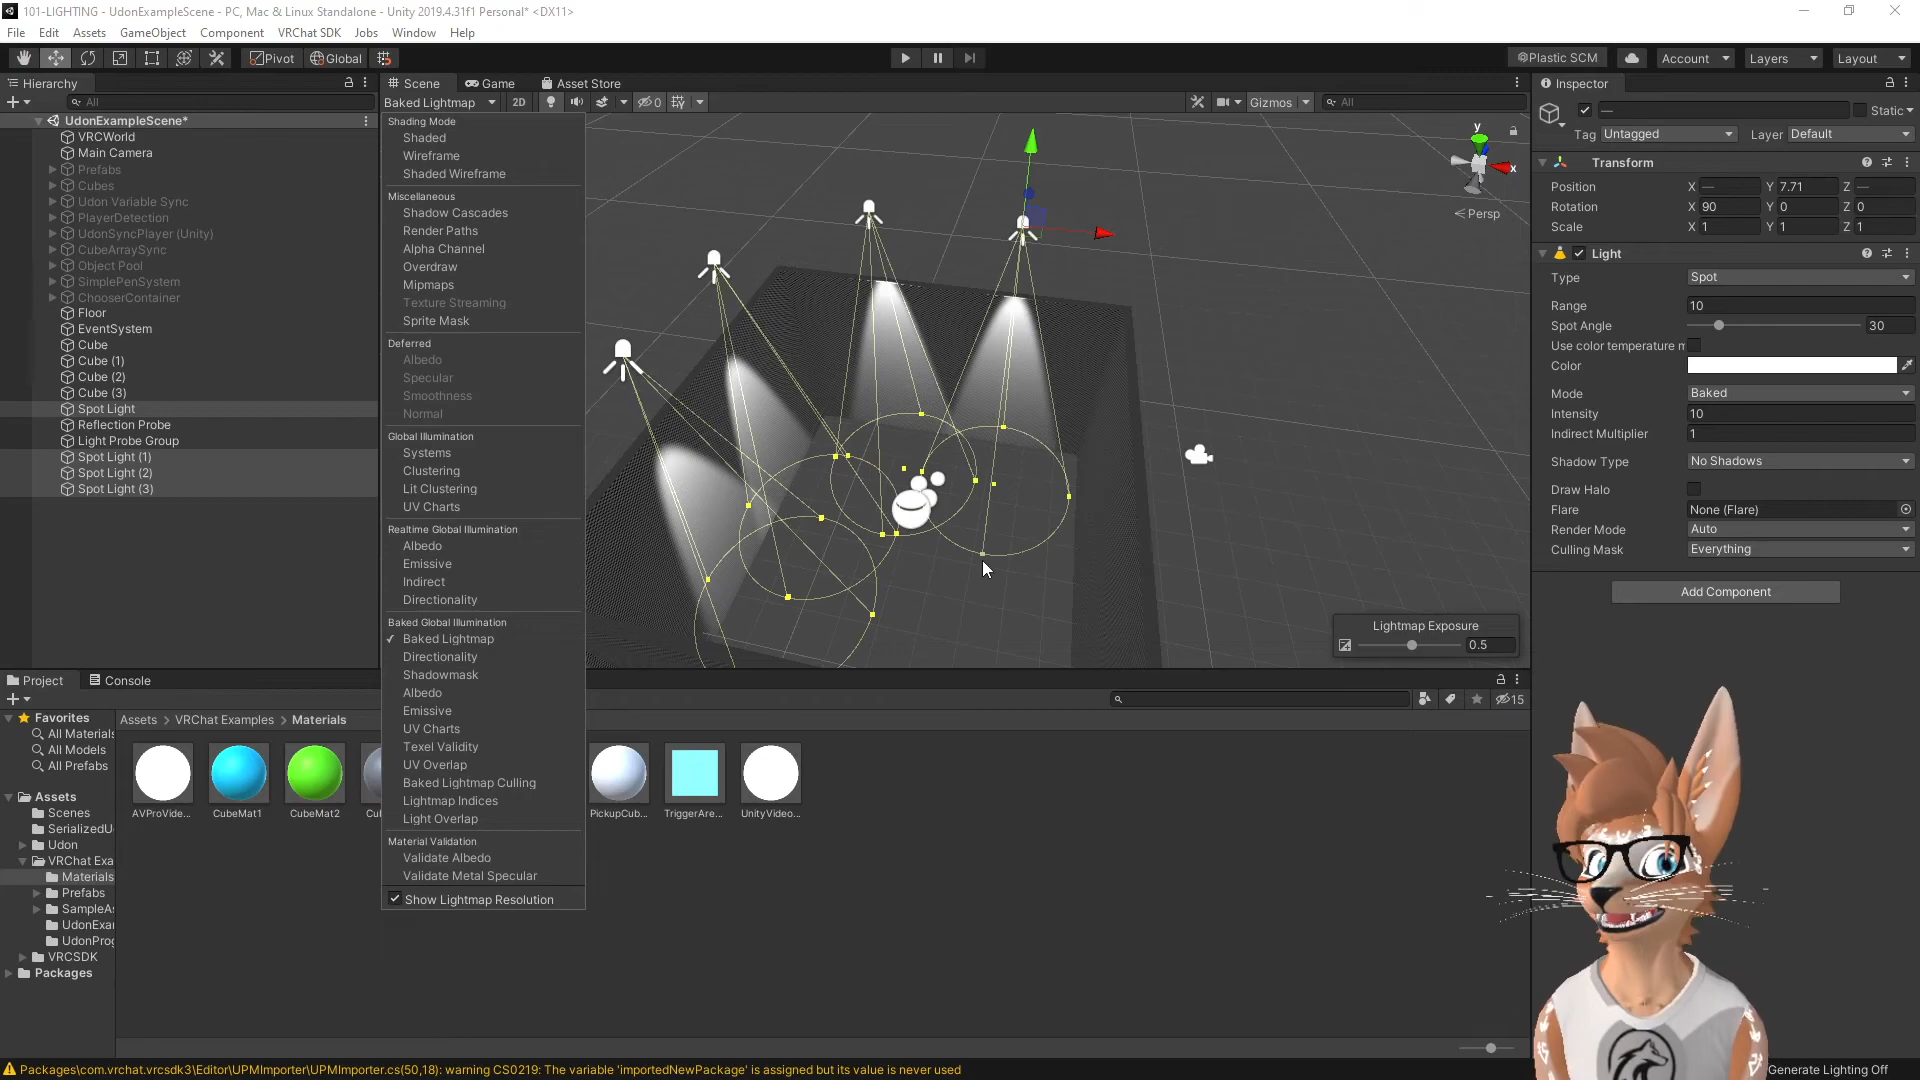 101-LIGHTING - UdonExampleScene - PC, Mac & Linux Standalone - Unity 2019.4.31f1 Personal* <DX11>
File Edit Assets GameObject Component VRChat SDK Jobs Window Help
Pivot Global Plastic SCM Account Layers Layout
Hierarchy
All
UdonExampleScene*
VRCWorld
Main Camera
Prefabs
Cubes
Udon Variable Sync
PlayerDetection
UdonSyncPlayer (Unity)
CubeArraySync
Object Pool
SimplePenSystem
ChooserContainer
Floor
EventSystem
Cube
Cube (1)
Cube (2)
Cube (3)
Spot Light
Reflection Probe
Light Probe Group
Spot Light (1)
Spot Light (2)
Spot Light (3)
Scene Game Asset Store
Baked Lightmap 2D 0 Gizmos All
Shading Mode
Shaded
Wireframe
Shaded Wireframe
Miscellaneous
Shadow Cascades
Render Paths
Alpha Channel
Overdraw
Mipmaps
Texture Streaming
Sprite Mask
Deferred
Albedo
Specular
Smoothness
Normal
Global Illumination
Systems
Clustering
Lit Clustering
UV Charts
Realtime Global Illumination
Albedo
Emissive
Indirect
Directionality
Baked Global Illumination
✓ Baked Lightmap
Directionality
Shadowmask
Albedo
Emissive
UV Charts
Texel Validity
UV Overlap
Baked Lightmap Culling
Lightmap Indices
Light Overlap
Material Validation
Validate Albedo
Validate Metal Specular
Show Lightmap Resolution
y
x
< Persp
Lightmap Exposure
0.5
Inspector
— Static
Tag Untagged Layer Default
Transform
Position X — Y 7.71 Z —
Rotation X 90 Y 0 Z 0
Scale X 1 Y 1 Z 1
Light
Type Spot
Range 10
Spot Angle 30
Use color temperature m
Color
Mode Baked
Intensity 10
Indirect Multiplier 1
Shadow Type No Shadows
Draw Halo
Flare None (Flare)
Render Mode Auto
Culling Mask Everything
Add Component
Project Console
15
Favorites
All Materials
All Models
All Prefabs
Assets
Scenes
SerializedU
Udon
VRChat Exa
Materials
Prefabs
SampleAs
UdonExar
UdonProg
VRCSDK
Packages
Assets > VRChat Examples > Materials
AVProVide... CubeMat1 CubeMat2 Cu PickupCub... TriggerAre... UnityVideo...
Packages\com.vrchat.vrcsdk3\Editor\UPMImporter\UPMImporter.cs(50,18): warning CS0219: The variable 'importedNewPackage' is assigned but its value is never used
Generate Lighting Off